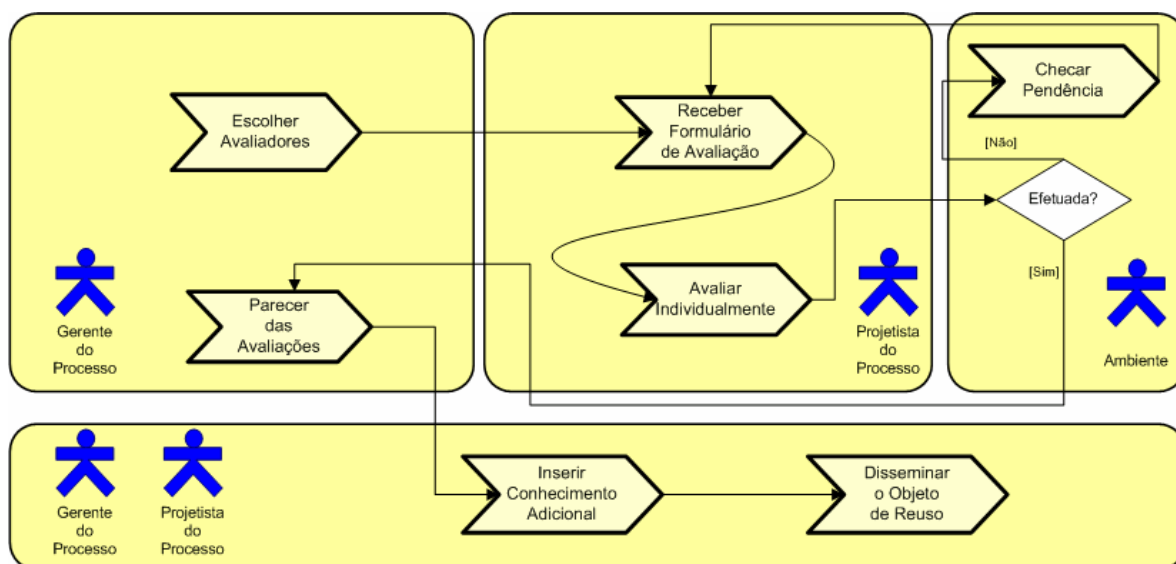 Escolher
Avaliadores
Gerente
do
Processo
Parecer
das
Avaliações
Receber
Formulário
de Avaliação
Avaliar
Individualmente
Projetista
do
Processo
Checar
Pendência
[Não]
Efetuada?
[Sim]
Ambiente
Gerente
do
Processo
Projetista
do
Processo
Inserir
Conhecimento
Adicional
Disseminar
o Objeto
de Reuso